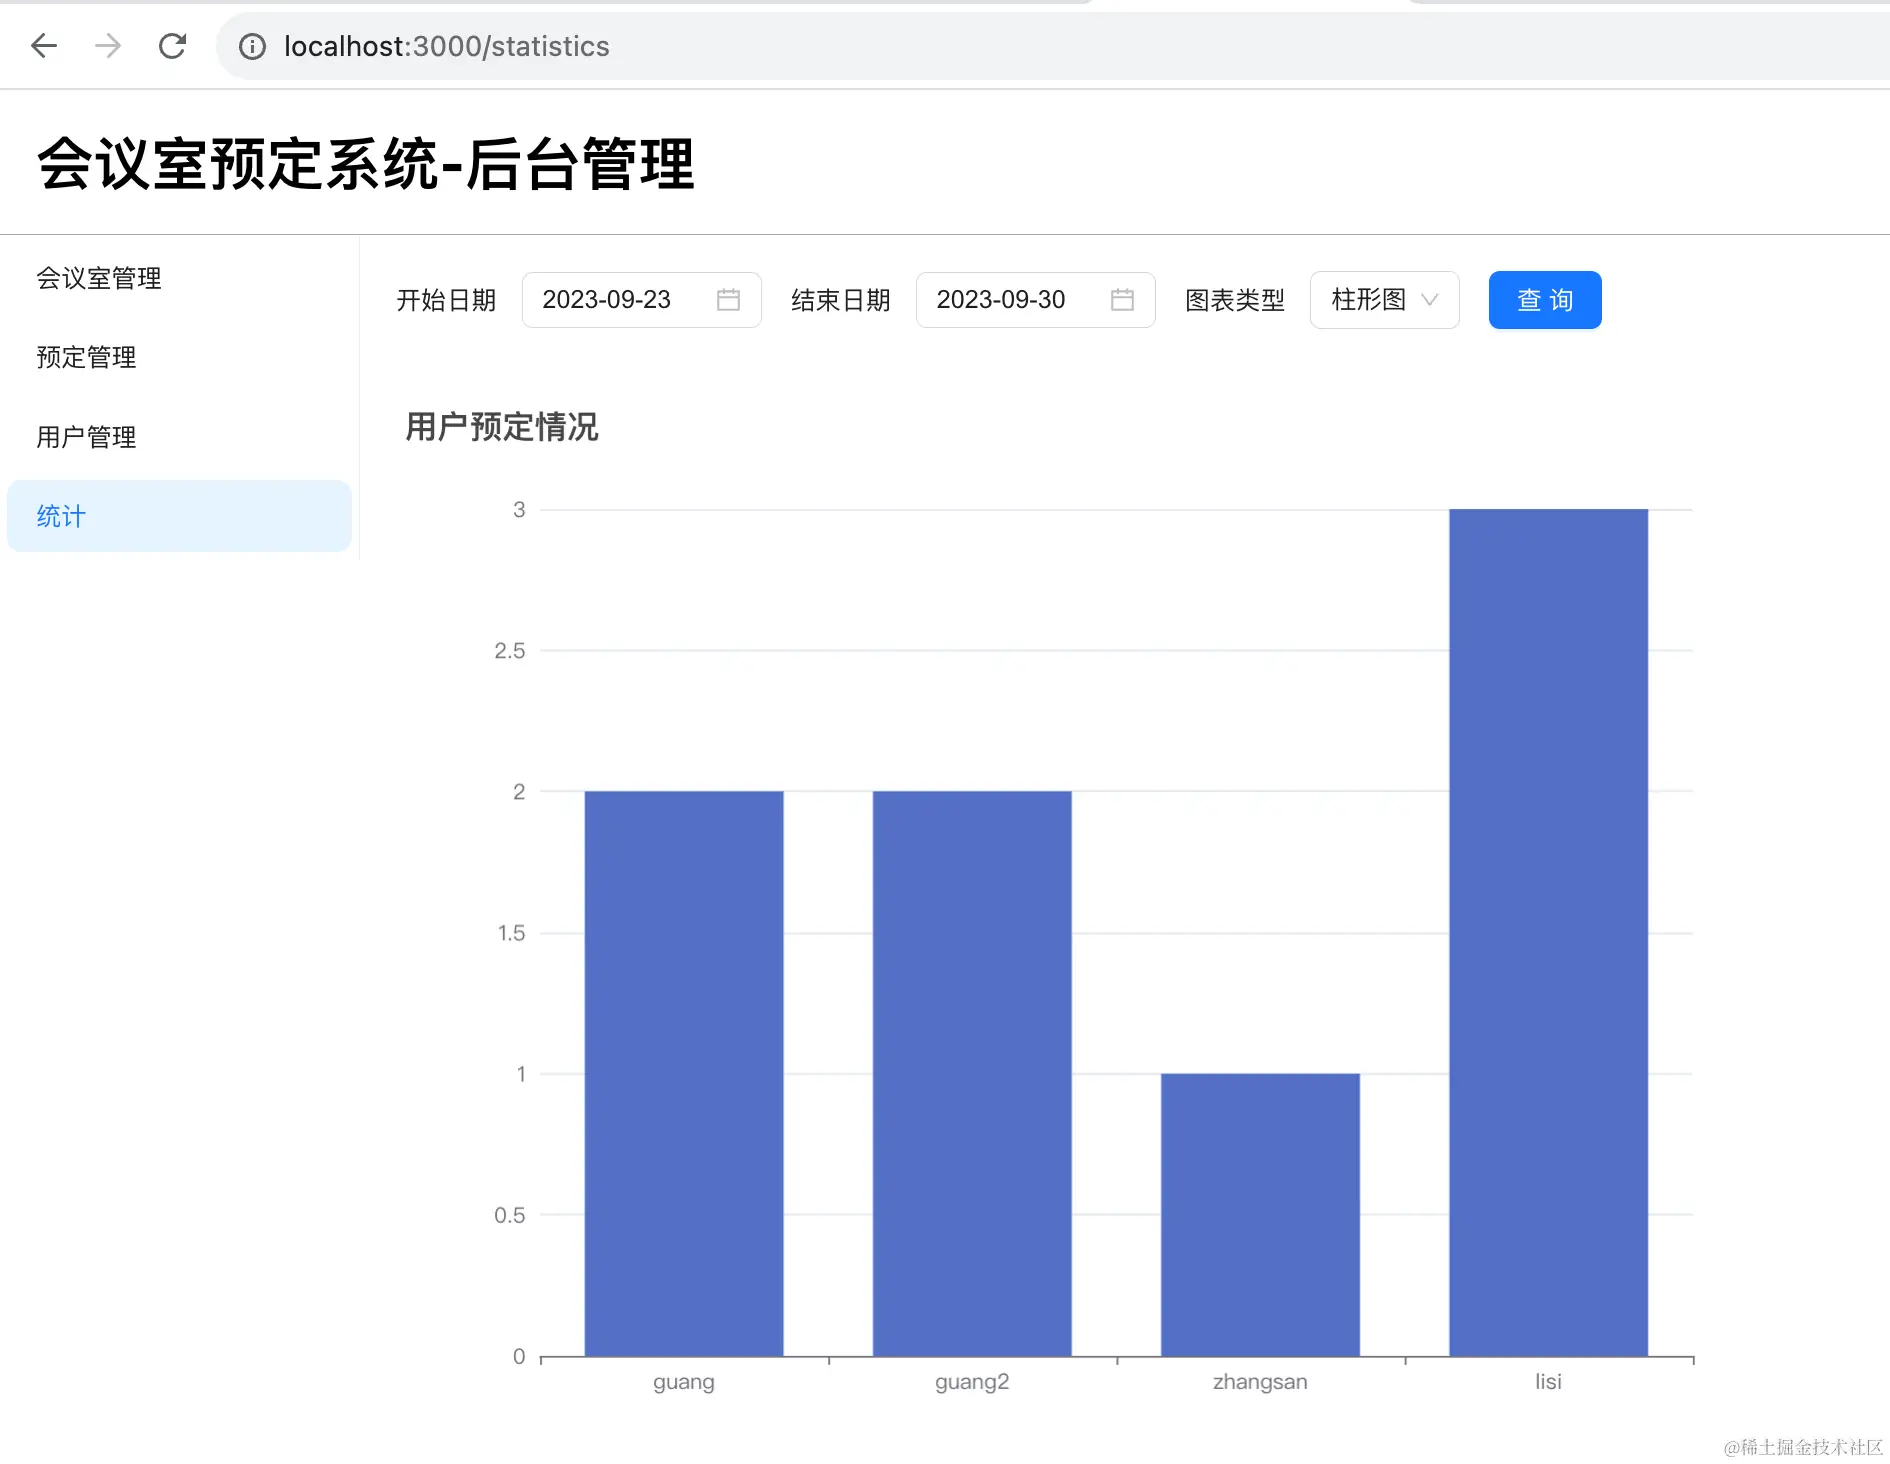 localhost:3000/statistics
会议室预定系统-后台管理
会议室管理
预定管理
用户管理
统计
开始日期 2023-09-23 结束日期 2023-09-30 图表类型 柱形图 查 询
用户预定情况
3
2.5
2
1.5
1
0.5
0
guang guang2 zhangsan lisi
@稀土掘金技术社区